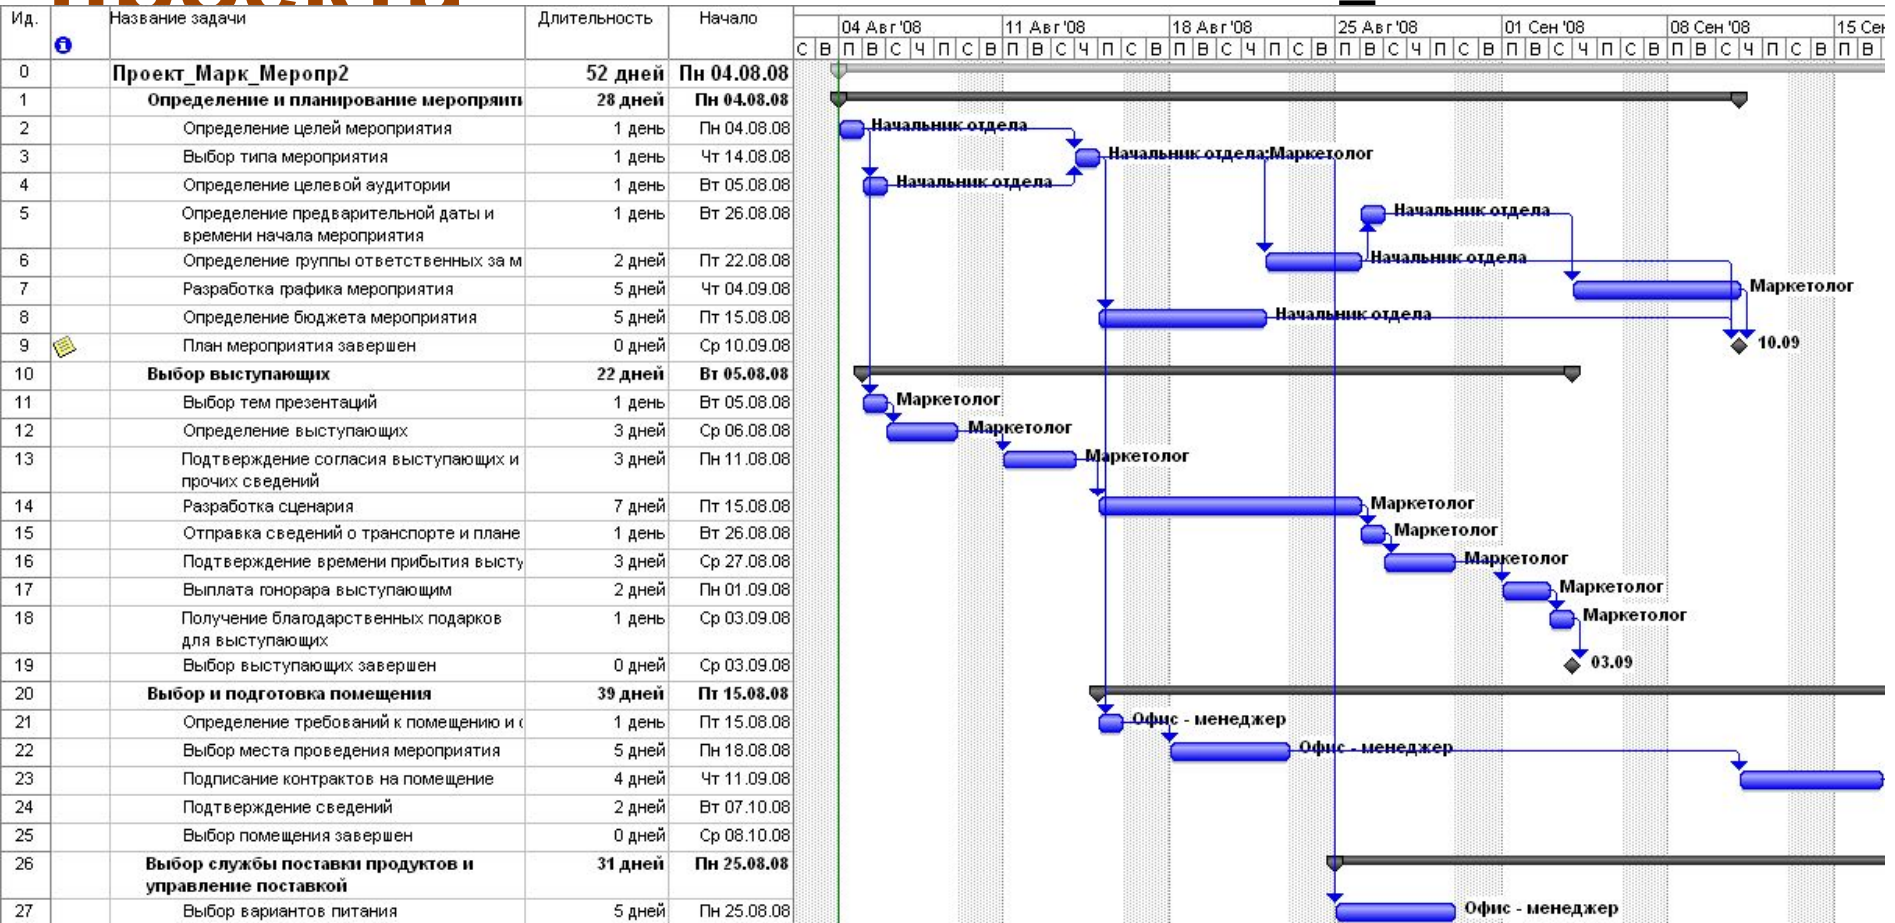 Ид. Название задачи Длительность Начало 04 Авг '08 11 Авг '08 18 Авг '08 25 Авг '08 01 Сен '08 08 Сен '08 15 Сен
С В П В С Ч П С В П В С Ч П С В П В С Ч П С В П В С Ч П С В П В С Ч П С В П В С Ч П С В П В
0 Проект_Марк_Меропр2 52 дней Пн 04.08.08
1 Определение и планирование мероприяти 28 дней Пн 04.08.08
2 Определение целей мероприятия 1 день Пн 04.08.08 Начальник отдела
3 Выбор типа мероприятия 1 день Чт 14.08.08 Начальник отдела;Маркетолог
4 Определение целевой аудитории 1 день Вт 05.08.08 Начальник отдела
5 Определение предварительной даты и 1 день Вт 26.08.08 Начальник отдела
времени начала мероприятия
6 Определение группы ответственных за м 2 дней Пт 22.08.08 Начальник отдела
7 Разработка графика мероприятия 5 дней Чт 04.09.08 Маркетолог
8 Определение бюджета мероприятия 5 дней Пт 15.08.08 Начальник отдела
9 План мероприятия завершен 0 дней Ср 10.09.08 10.09
10 Выбор выступающих 22 дней Вт 05.08.08
11 Выбор тем презентаций 1 день Вт 05.08.08 Маркетолог
12 Определение выступающих 3 дней Ср 06.08.08 Маркетолог
13 Подтверждение согласия выступающих и 3 дней Пн 11.08.08 Маркетолог
прочих сведений
14 Разработка сценария 7 дней Пт 15.08.08 Маркетолог
15 Отправка сведений о транспорте и плане 1 день Вт 26.08.08 Маркетолог
16 Подтверждение времени прибытия высту 3 дней Ср 27.08.08 Маркетолог
17 Выплата гонорара выступающим 2 дней Пн 01.09.08 Маркетолог
18 Получение благодарственных подарков 1 день Ср 03.09.08 Маркетолог
для выступающих
19 Выбор выступающих завершен 0 дней Ср 03.09.08 03.09
20 Выбор и подготовка помещения 39 дней Пт 15.08.08
21 Определение требований к помещению и с 1 день Пт 15.08.08 Офис - менеджер
22 Выбор места проведения мероприятия 5 дней Пн 18.08.08 Офис - менеджер
23 Подписание контрактов на помещение 4 дней Чт 11.09.08
24 Подтверждение сведений 2 дней Вт 07.10.08
25 Выбор помещения завершен 0 дней Ср 08.10.08
26 Выбор службы поставки продуктов и 31 дней Пн 25.08.08
управление поставкой
27 Выбор вариантов питания 5 дней Пн 25.08.08 Офис - менеджер